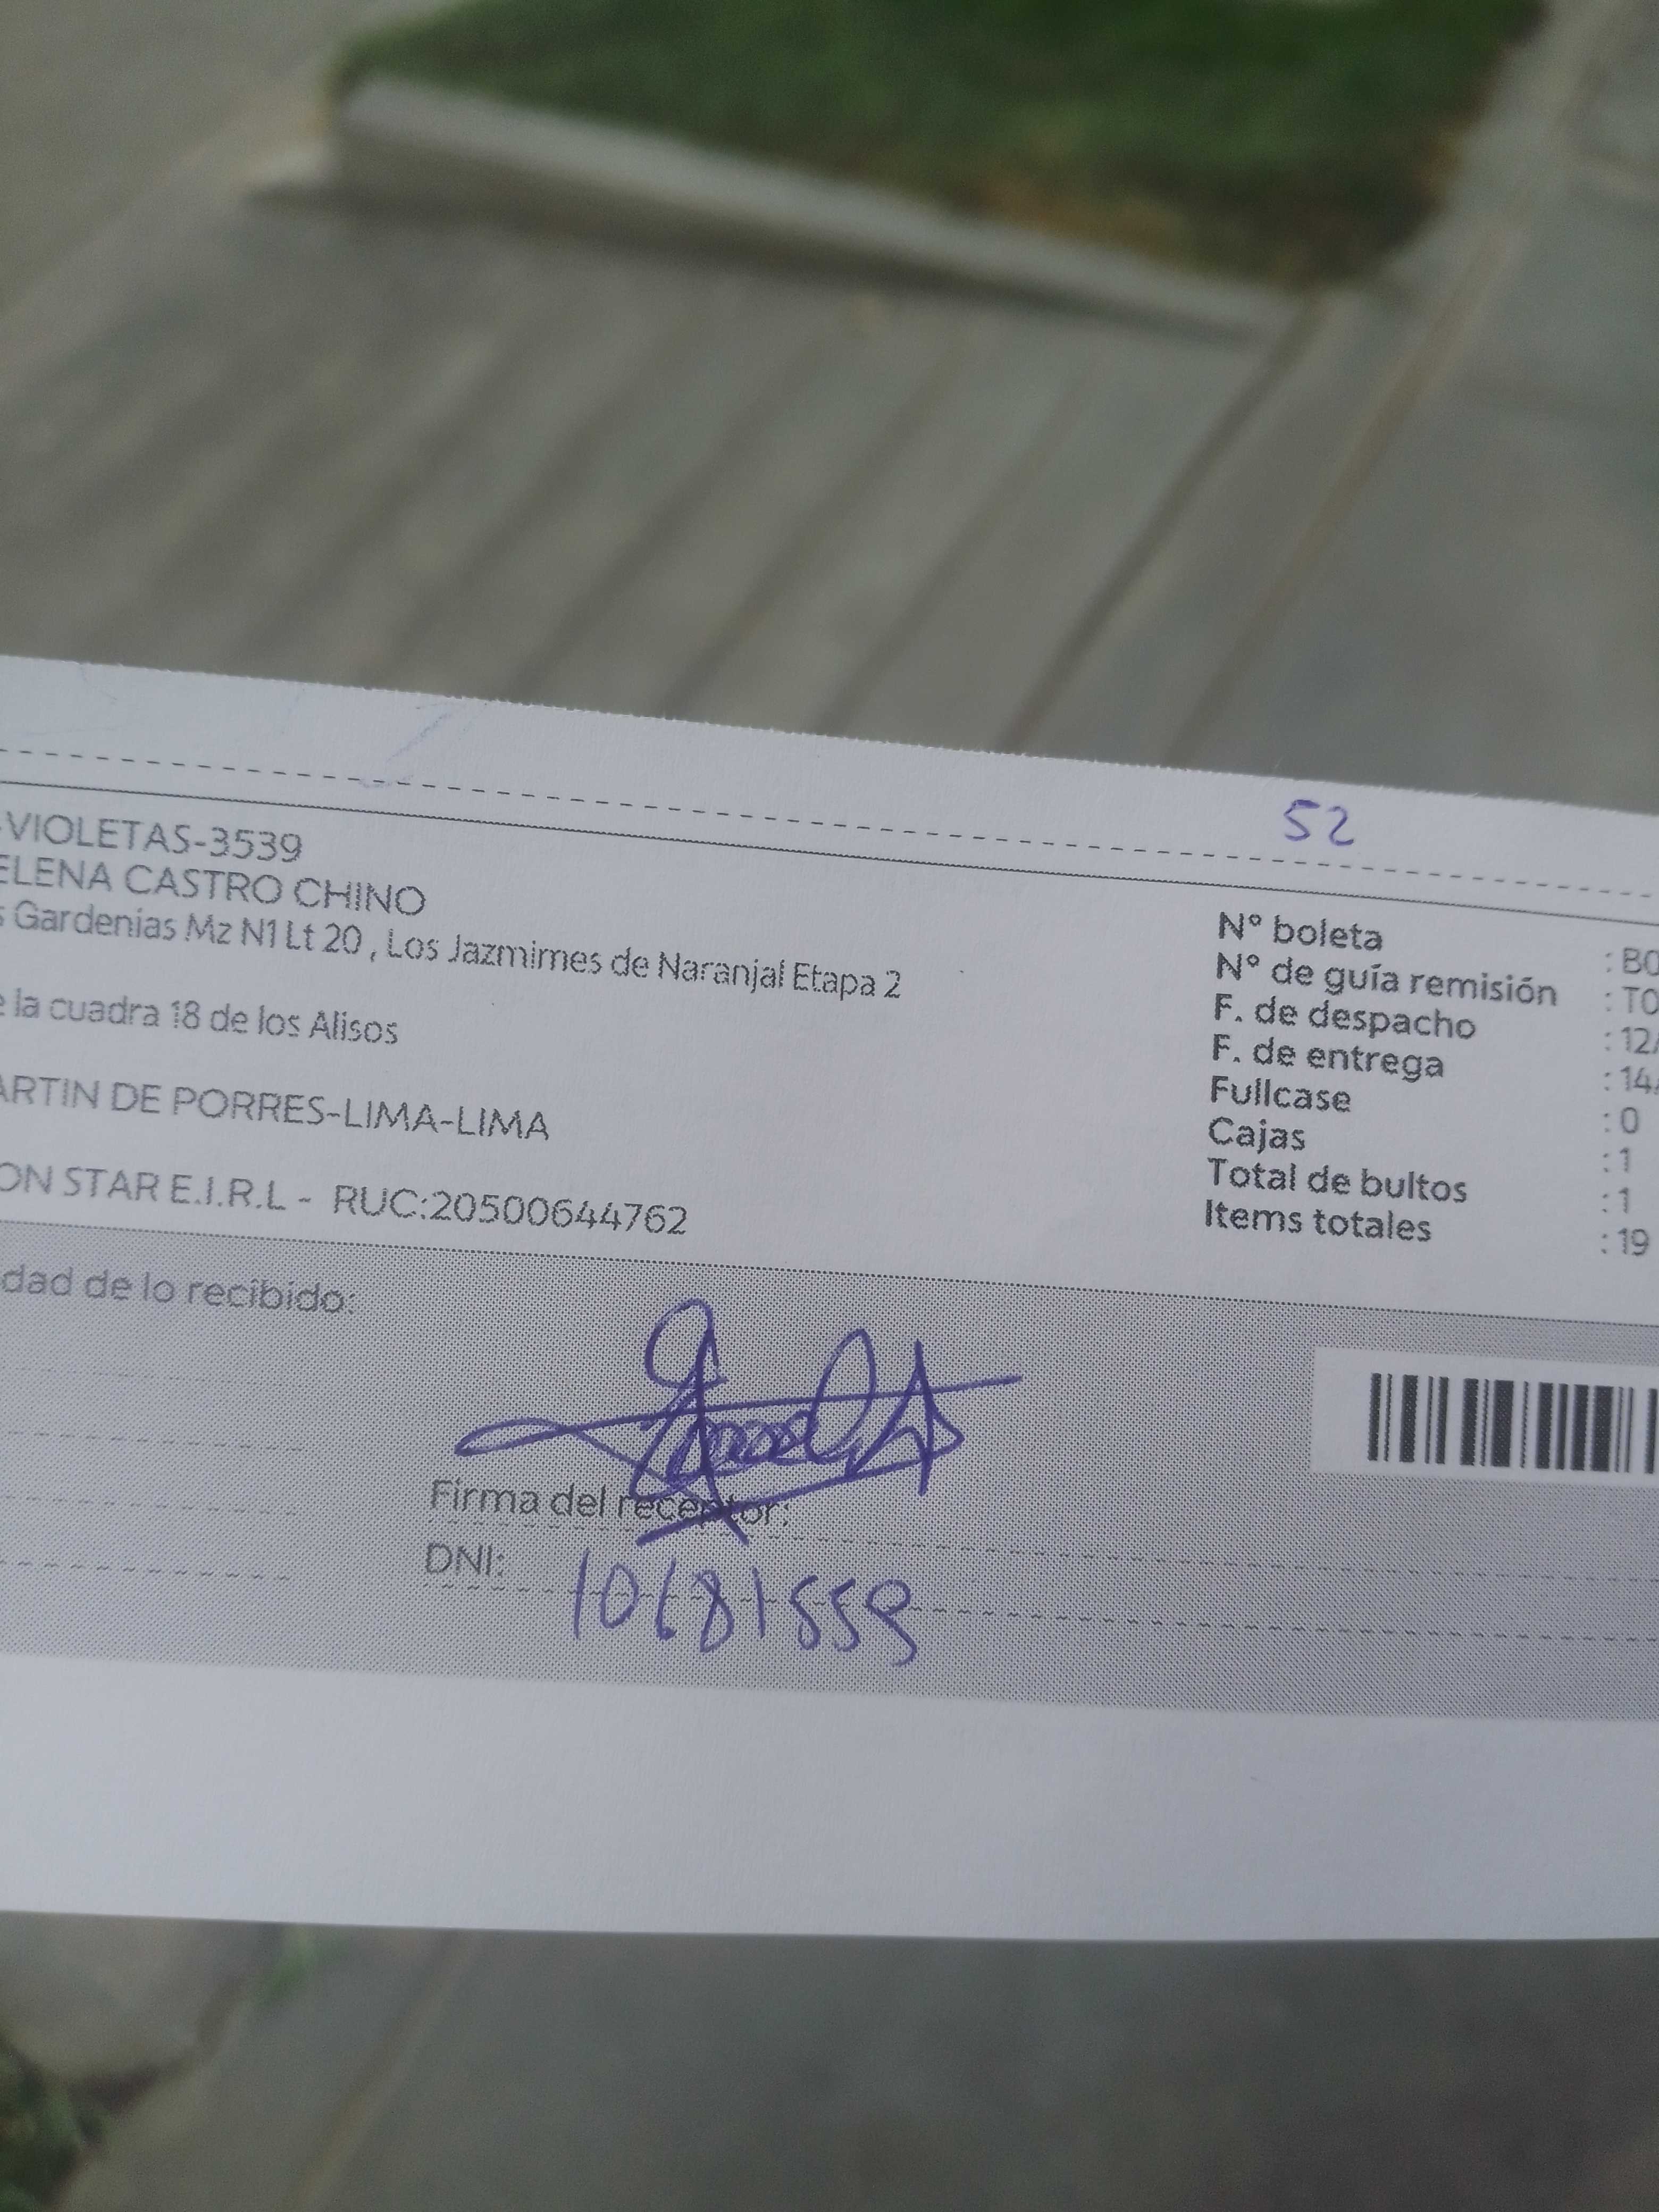 52
-VIOLETAS-3539
ELENA CASTRO CHINO
s Gardenias Mz N1 Lt 20 , Los Jazmirnes de Naranjal Etapa 2
e la cuadra 18 de los Alisos
ARTIN DE PORRES-LIMA-LIMA
ON STAR E.I.R.L - RUC:20500644762
N° boleta : B0
N° de guía remisión : T0
F. de despacho : 12/
F. de entrega : 14/
Fullcase : 0
Cajas : 1
Total de bultos : 1
Items totales : 19
dad de lo recibido:
Firma del receptor:
DNI: 10681559